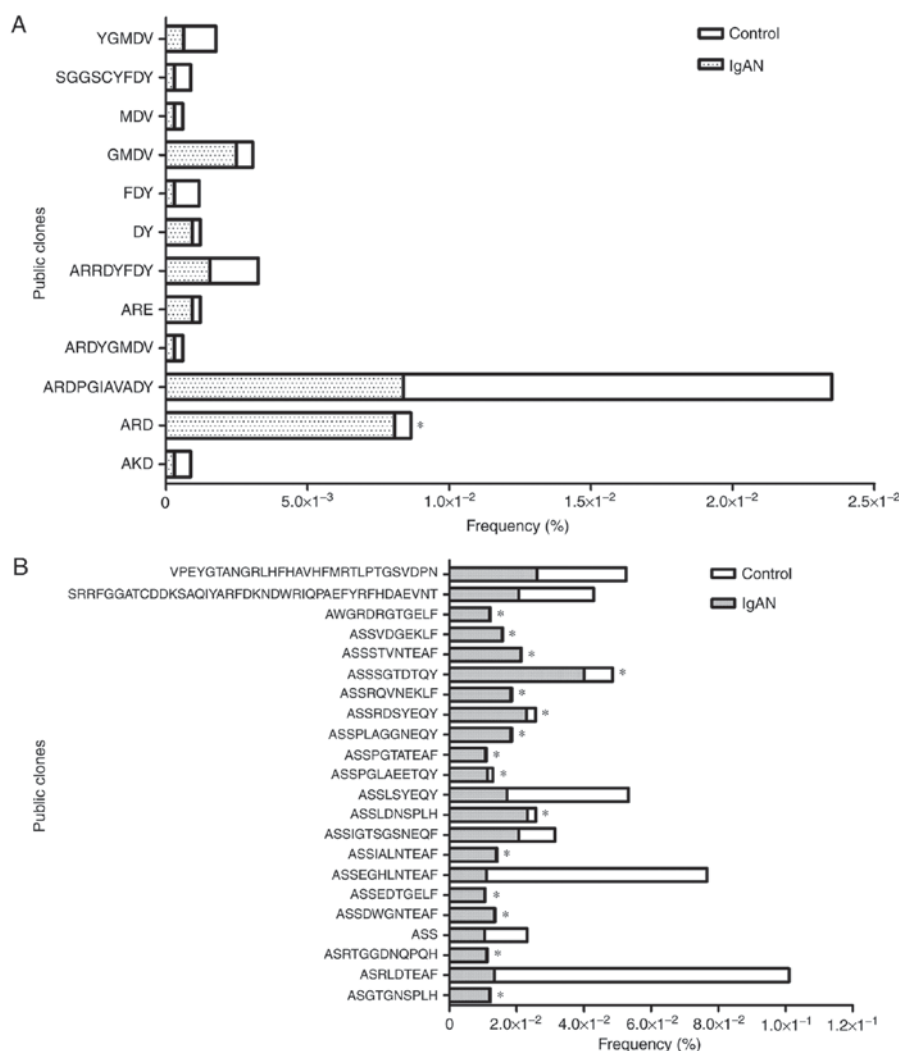 A
YGMDV
SGGSCYFDY
MDV
GMDV
FDY
DY
ARRDYFDY
ARE
ARDYGMDV
ARDPGIAVADY
ARD
AKD
Public clones
Control
IgAN
*
0
5.0×10⁻³
1.0×10⁻²
1.5×10⁻²
2.0×10⁻²
2.5×10⁻²
Frequency (%)
B
VPEYGTANGRLHFHAVHFMRTLPTGSVDPN
SRRFGGATCDDKSAQIYARFDKNDWRIQPAEFYRFHDAEVNT
AWGRDRGTGELF *
ASSVDGEKLF *
ASSSTVNTEAF *
ASSSGTDTQY *
ASSRQVNEKLF *
ASSRDSYEQY *
ASSPLAGGNEQY *
ASSPGTATEAF *
ASSPGLAEETQY *
ASSLSYEQY
ASSLDNSPLH *
ASSIGTSGSNEQF
ASSIALNTEAF *
ASSEGHLNTEAF
ASSEDTGELF *
ASSDWGNTEAF *
ASS
ASRTGGDNQPQH *
ASRLDTEAF
ASGTGNSPLH *
Public clones
Control
IgAN
0
2.0×10⁻²
4.0×10⁻²
6.0×10⁻²
8.0×10⁻²
1.0×10⁻¹
1.2×10⁻¹
Frequency (%)